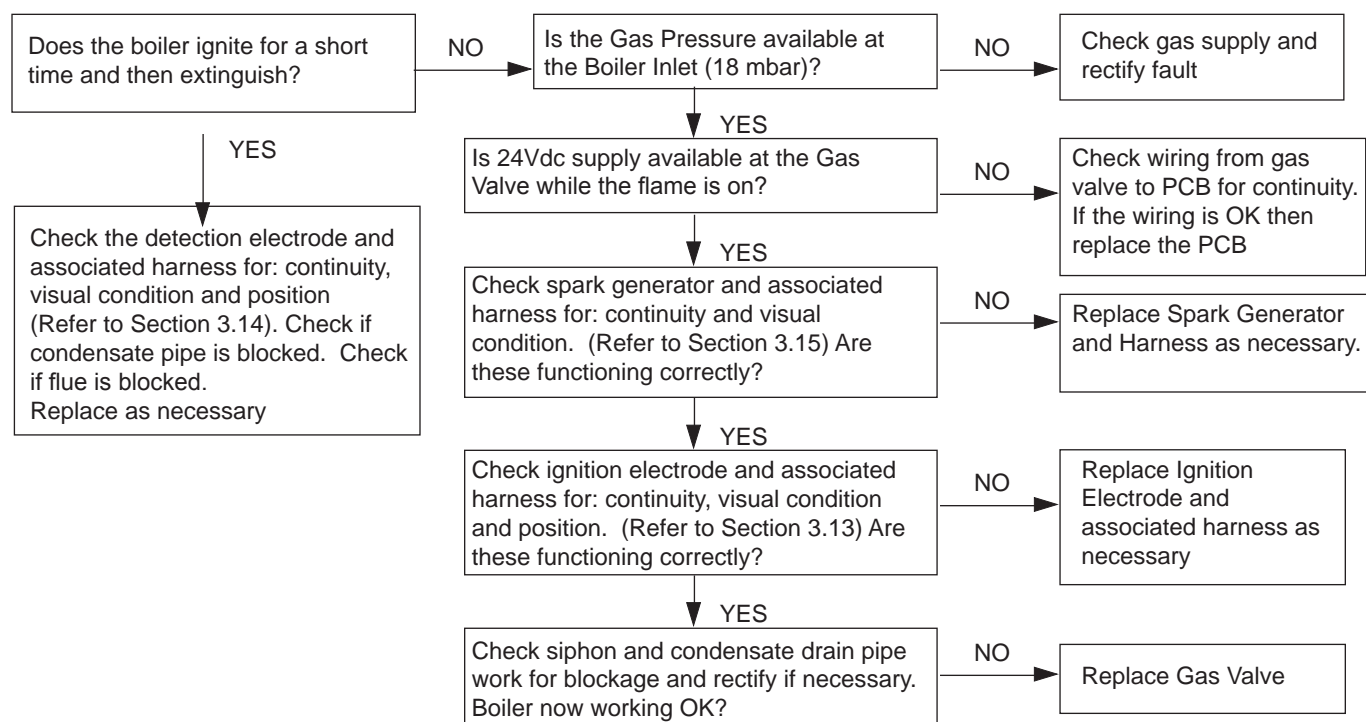 Does the boiler ignite for a short
time and then extinguish?
NO
Is the Gas Pressure available at
the Boiler Inlet (18 mbar)?
NO
Check gas supply and
rectify fault
YES
Check the detection electrode and
associated harness for: continuity,
visual condition and position
(Refer to Section 3.14). Check if
condensate pipe is blocked.  Check
if flue is blocked.
Replace as necessary
YES
Is 24Vdc supply available at the Gas
Valve while the flame is on?
NO
Check wiring from gas
valve to PCB for continuity.
If the wiring is OK then
replace the PCB
YES
Check spark generator and associated
harness for: continuity and visual
condition.  (Refer to Section 3.15) Are
these functioning correctly?
NO
Replace Spark Generator
and Harness as necessary.
YES
Check ignition electrode and associated
harness for: continuity, visual condition
and position.  (Refer to Section 3.13) Are
these functioning correctly?
NO
Replace Ignition
Electrode and
associated harness as
necessary
YES
Check siphon and condensate drain pipe
work for blockage and rectify if necessary.
Boiler now working OK?
NO
Replace Gas Valve